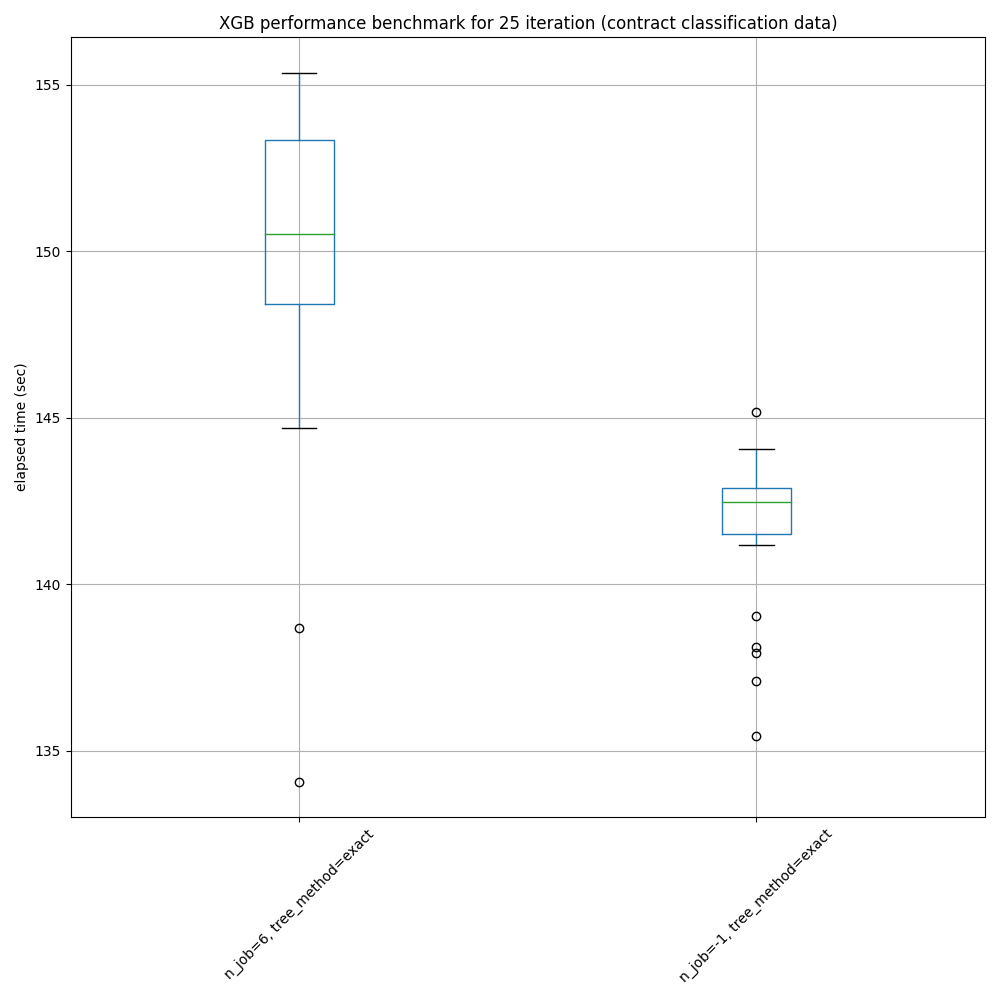 XGB performance benchmark for 25 iteration (contract classification data)
155
150
145
140
135
elapsed time (sec)
n_job=6, tree_method=exact
n_job=-1, tree_method=exact